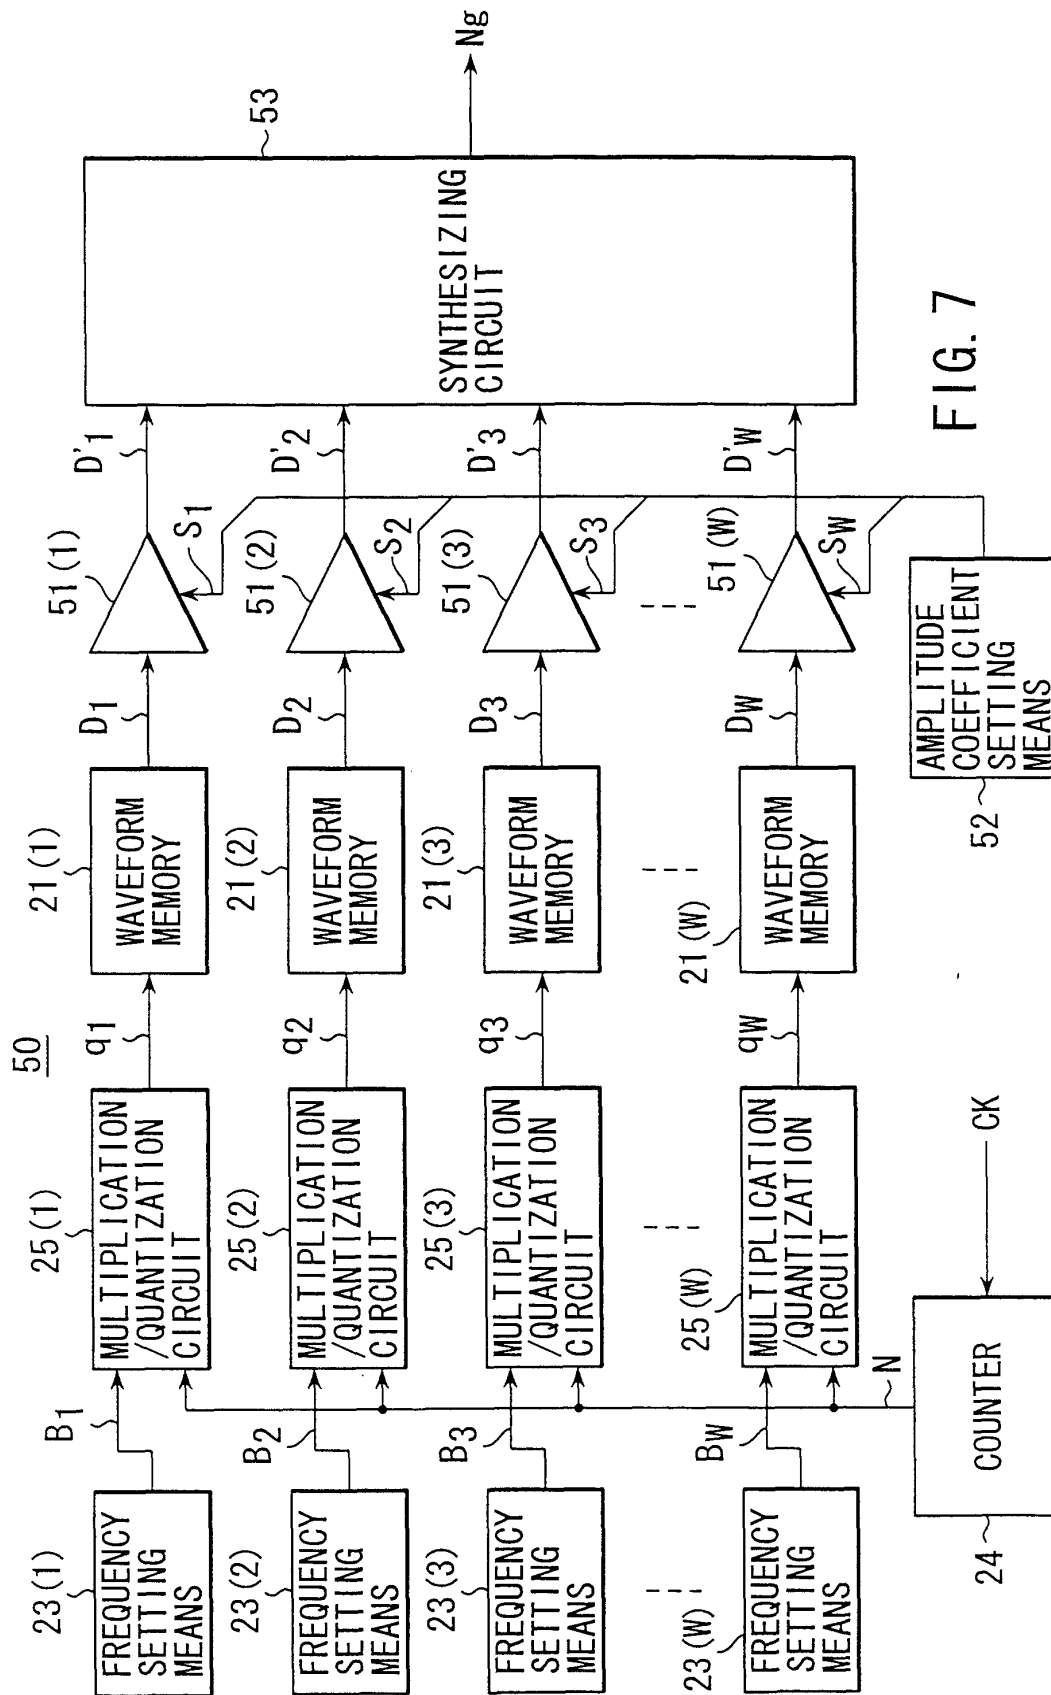 50
23(1)
FREQUENCY
SETTING
MEANS
B1
25(1)
MULTIPLICATION
/QUANTIZATION
CIRCUIT
q1
21(1)
WAVEFORM
MEMORY
D1
51(1)
S1
D'1
23(2)
FREQUENCY
SETTING
MEANS
B2
25(2)
MULTIPLICATION
/QUANTIZATION
CIRCUIT
q2
21(2)
WAVEFORM
MEMORY
D2
51(2)
S2
D'2
23(3)
FREQUENCY
SETTING
MEANS
B3
25(3)
MULTIPLICATION
/QUANTIZATION
CIRCUIT
q3
21(3)
WAVEFORM
MEMORY
D3
51(3)
S3
D'3
23(W)
FREQUENCY
SETTING
MEANS
BW
25(W)
MULTIPLICATION
/QUANTIZATION
CIRCUIT
qW
21(W)
WAVEFORM
MEMORY
DW
51(W)
SW
D'W
53
SYNTHESIZING
CIRCUIT
Ng
24
COUNTER
N
CK
52
AMPLITUDE
COEFFICIENT
SETTING
MEANS
FIG. 7